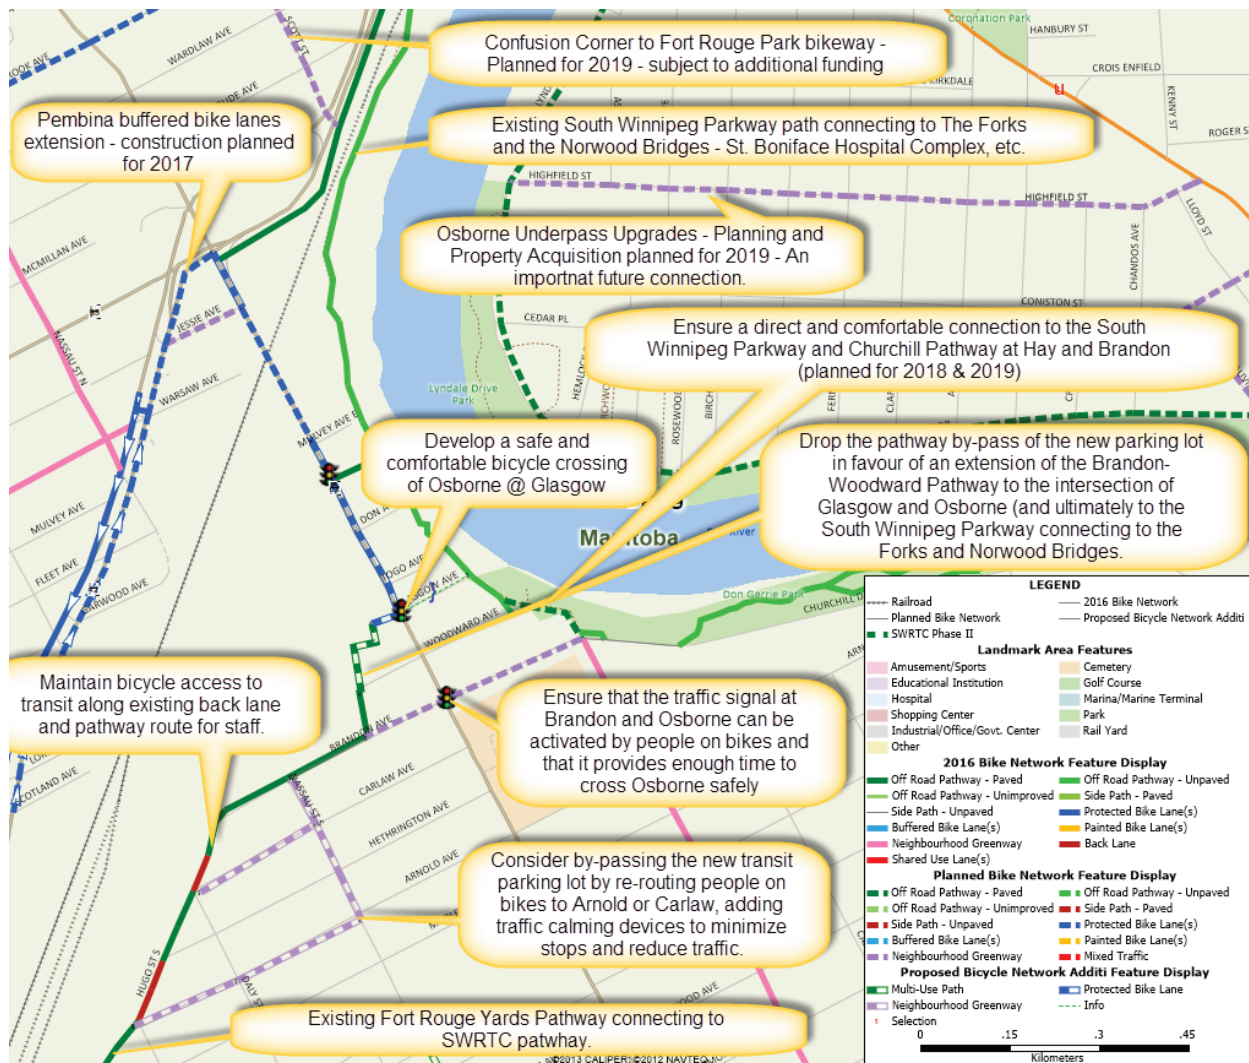 Coronation Park
HANBURY ST
SCOTT ST
WARDLAW AVE
Confusion Corner to Fort Rouge Park bikeway -
Planned for 2019 - subject to additional funding
KIRKDALE
CROIS ENFIELD
KENNY ST
ROGER ST
Pembina buffered bike lanes
extension - construction planned
for 2017
Existing South Winnipeg Parkway path connecting to The Forks
and the Norwood Bridges - St. Boniface Hospital Complex, etc.
HIGHFIELD ST
HIGHFIELD ST
LLOYD ST
CHANDOS AVE
MCMILLAN AVE
Osborne Underpass Upgrades - Planning and
Property Acquisition planned for 2019 - An
importnat future connection.
CONISTON ST
CEDAR PL
JESSIE AVE
NASSAU ST N
WARSAW AVE
Ensure a direct and comfortable connection to the South
Winnipeg Parkway and Churchill Pathway at Hay and Brandon
(planned for 2018 & 2019)
Lyndale Drive
Park
MULVEY AVE E
ROSEWOOD
Develop a safe and
comfortable bicycle crossing
of Osborne @ Glasgow
Drop the pathway by-pass of the new parking lot
in favour of an extension of the Brandon-
Woodward Pathway to the intersection of
Glasgow and Osborne (and ultimately to the
South Winnipeg Parkway connecting to the
Forks and Norwood Bridges.
MULVEY AVE
FLEET AVE
Manitoba
WOODWARD AVE
Don Gerrie Park
CHURCHILL D
Maintain bicycle access to
transit along existing back lane
and pathway route for staff.
Ensure that the traffic signal at
Brandon and Osborne can be
activated by people on bikes and
that it provides enough time to
cross Osborne safely
BRANDON AVE
SCOTLAND AVE
CARLAW AVE
NASSAU ST S
HETHRINGTON AVE
ARNOLD AVE
Consider by-passing the new transit
parking lot by re-routing people on
bikes to Arnold or Carlaw, adding
traffic calming devices to minimize
stops and reduce traffic.
HUGO ST S
DALY ST
Existing Fort Rouge Yards Pathway connecting to
SWRTC patwhay.
©2013 CALIPER; ©2012 NAVTEQ
LEGEND
Railroad
2016 Bike Network
Planned Bike Network
Proposed Bicycle Network Additi
SWRTC Phase II
Landmark Area Features
Amusement/Sports
Cemetery
Educational Institution
Golf Course
Hospital
Marina/Marine Terminal
Shopping Center
Park
Industrial/Office/Govt. Center
Rail Yard
Other
2016 Bike Network Feature Display
Off Road Pathway - Paved
Off Road Pathway - Unpaved
Off Road Pathway - Unimproved
Side Path - Paved
Side Path - Unpaved
Protected Bike Lane(s)
Buffered Bike Lane(s)
Painted Bike Lane(s)
Neighbourhood Greenway
Back Lane
Shared Use Lane(s)
Planned Bike Network Feature Display
Off Road Pathway - Paved
Off Road Pathway - Unpaved
Off Road Pathway - Unimproved
Side Path - Paved
Side Path - Unpaved
Protected Bike Lane(s)
Buffered Bike Lane(s)
Painted Bike Lane(s)
Neighbourhood Greenway
Mixed Traffic
Proposed Bicycle Network Additi Feature Display
Multi-Use Path
Protected Bike Lane
Neighbourhood Greenway
Info
Selection
0 .15 .3 .45
Kilometers